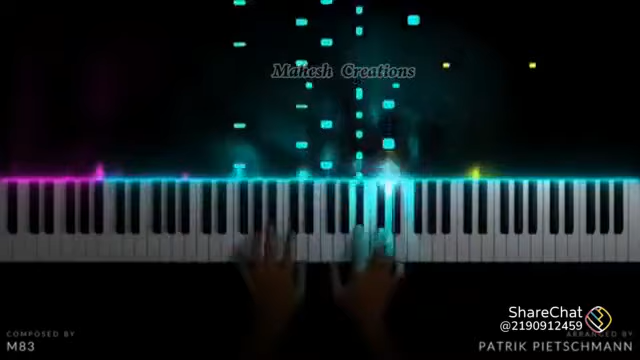 Mahesh Creations
ShareChat
@2190912459
COMPOSED BY
M83
ARRANGED BY
PATRIK PIETSCHMANN